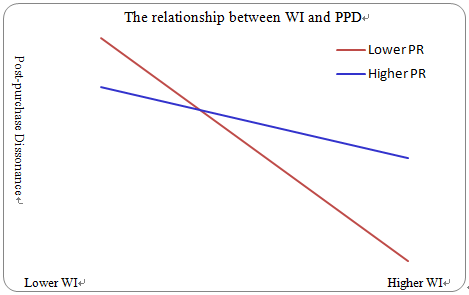 The relationship between WI and PPD
Lower PR
Higher PR
Post-purchase Dissonance
Lower WI
Higher WI